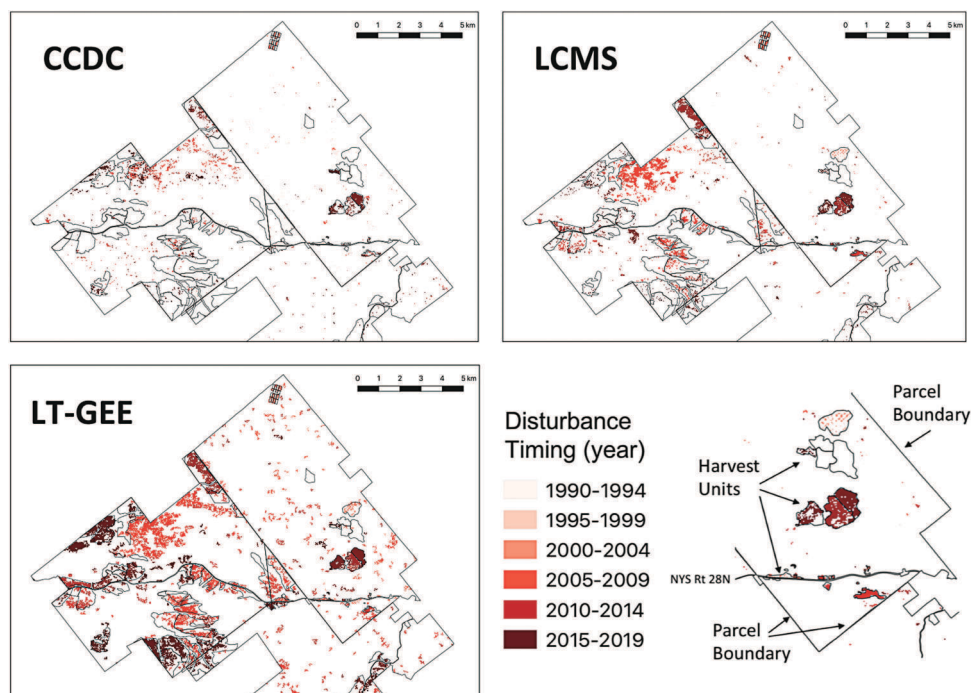 CCDC
0 1 2 3 4 5 km
LCMS
0 1 2 3 4 5 km
LT-GEE
0 1 2 3 4 5 km
Disturbance
Timing (year)
1990-1994
1995-1999
2000-2004
2005-2009
2010-2014
2015-2019
Parcel
Boundary
Harvest
Units
NYS Rt 28N
Parcel
Boundary